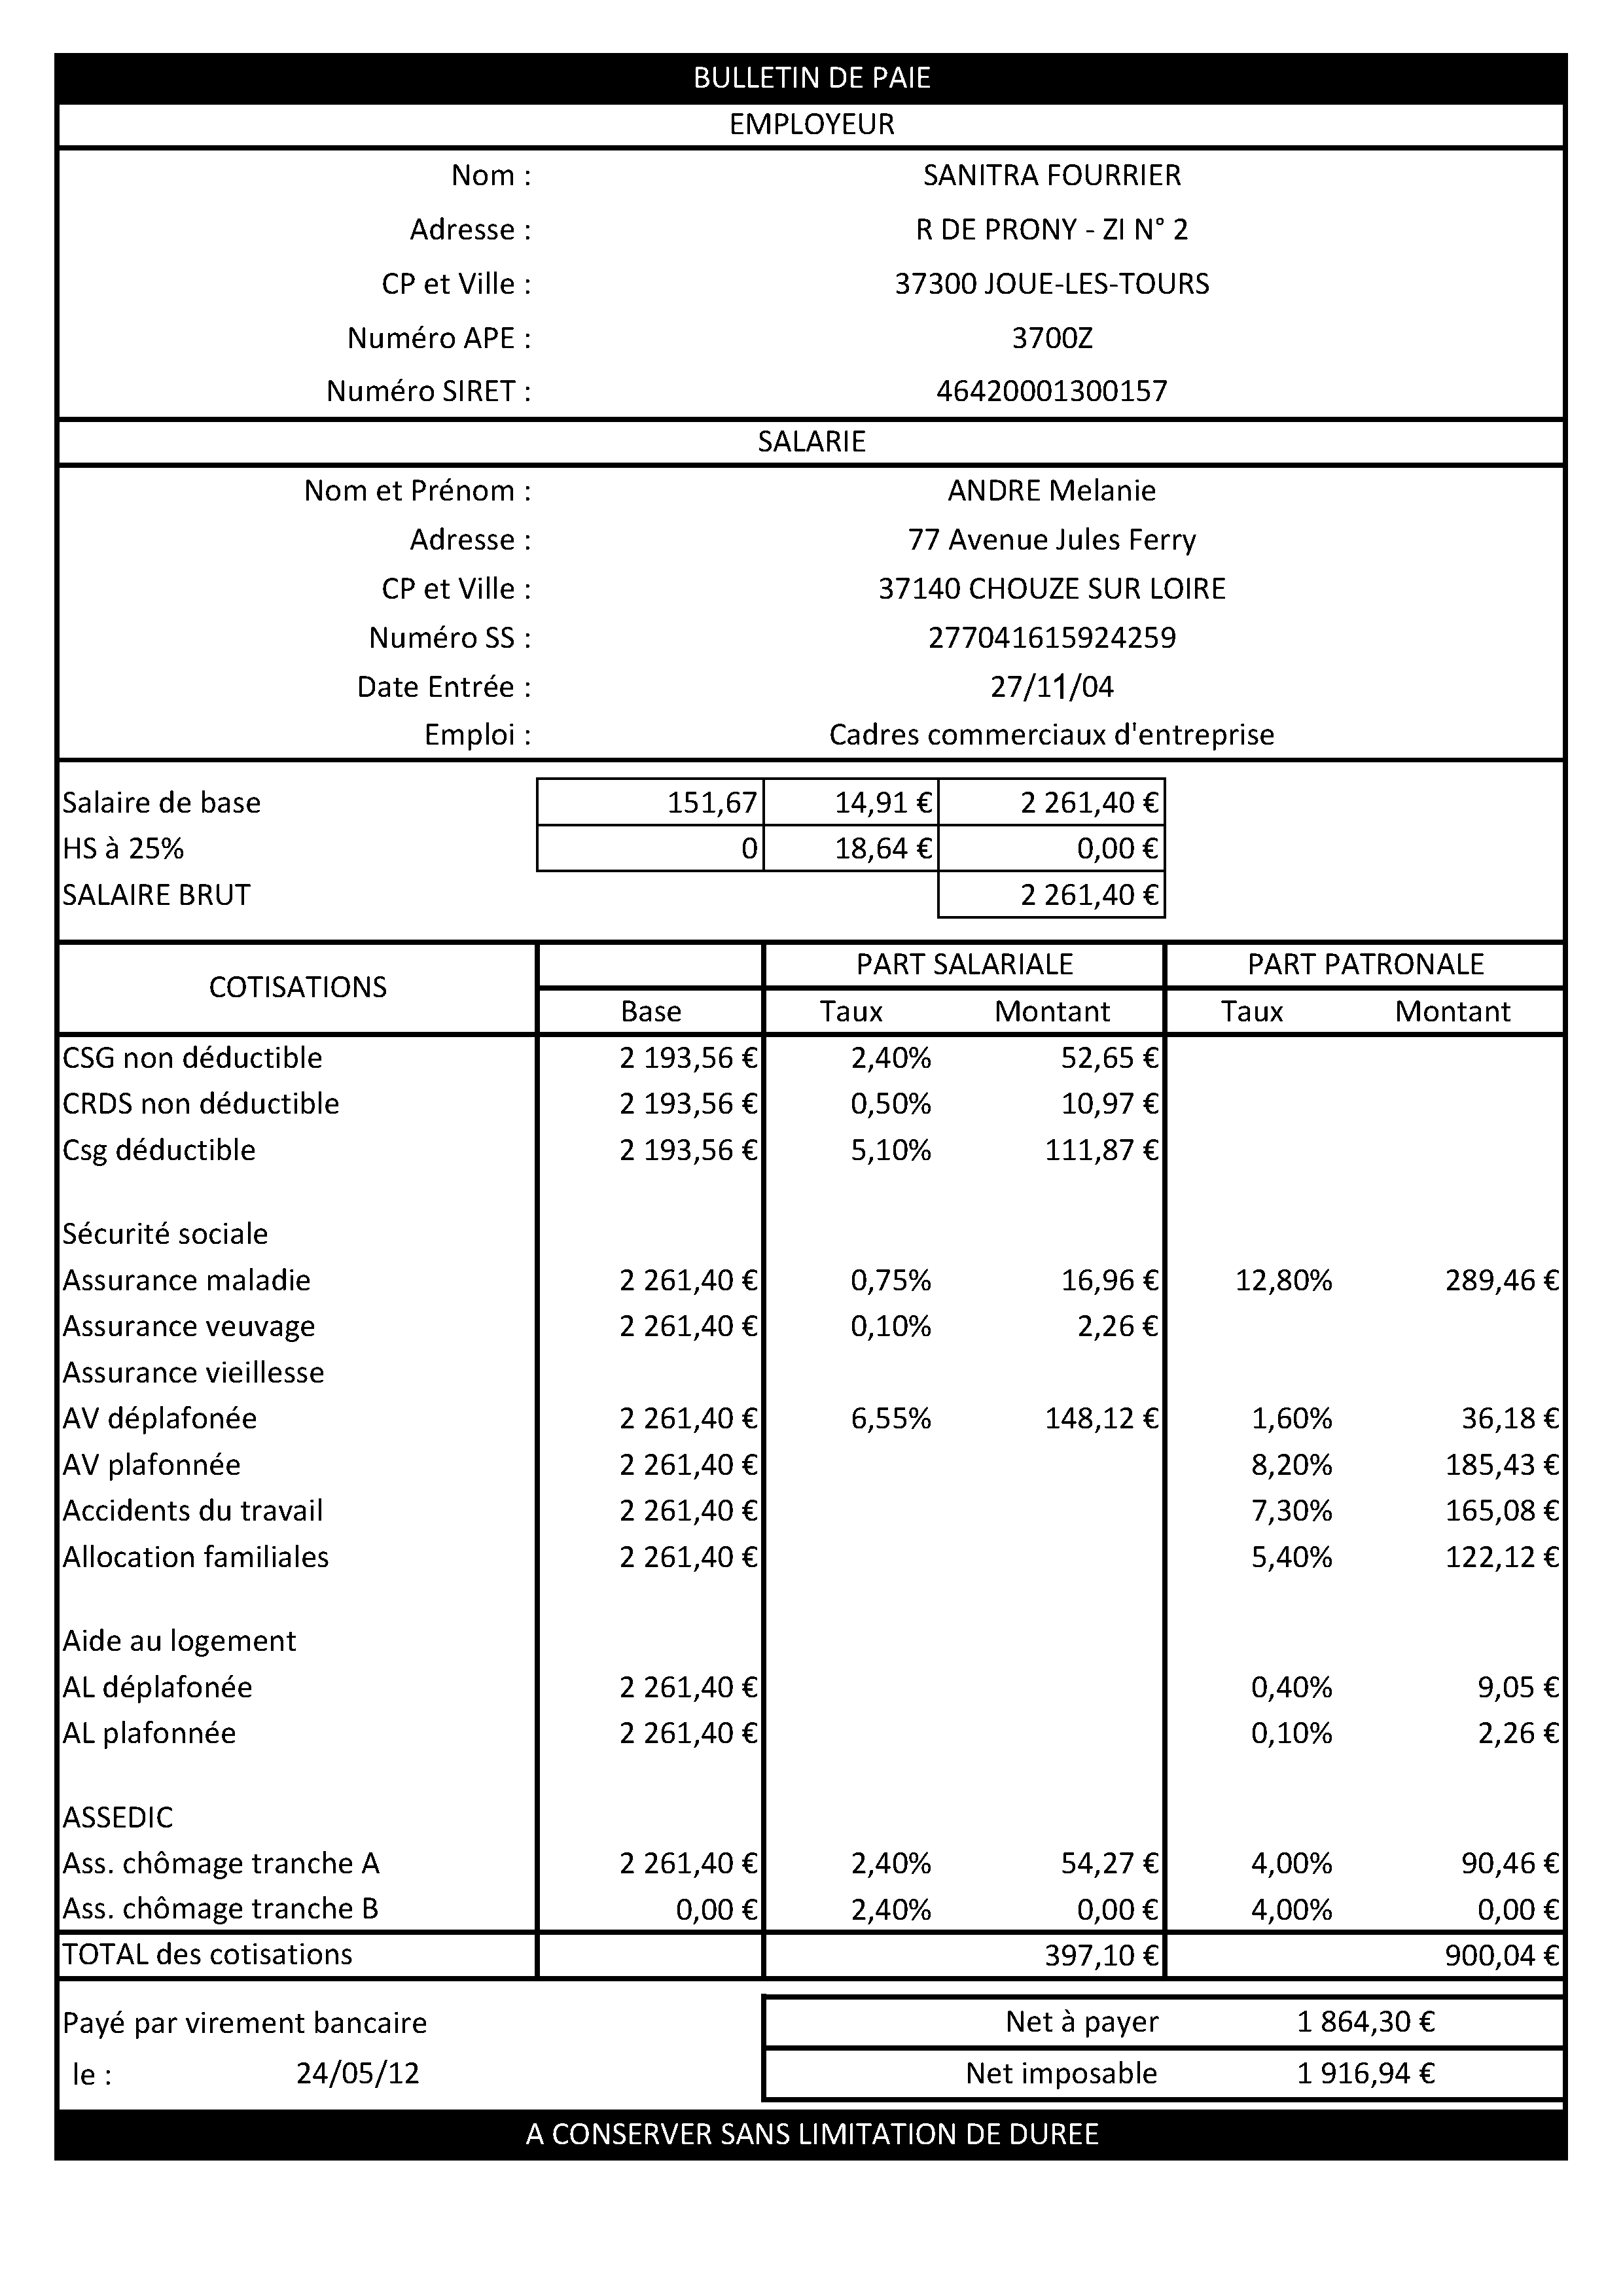 BULLETIN DE PAIE
EMPLOYEUR
Nom : SANITRA FOURRIER
Adresse : R DE PRONY - ZI N° 2
CP et Ville : 37300 JOUE-LES-TOURS
Numéro APE : 3700Z
Numéro SIRET : 46420001300157
SALARIE
Nom et Prénom : ANDRE Melanie
Adresse : 77 Avenue Jules Ferry
CP et Ville : 37140 CHOUZE SUR LOIRE
Numéro SS : 277041615924259
Date Entrée : 27/11/04
Emploi : Cadres commerciaux d'entreprise
Salaire de base 151,67 14,91 € 2 261,40 €
HS à 25% 0 18,64 € 0,00 €
SALAIRE BRUT 2 261,40 €
COTISATIONS PART SALARIALE PART PATRONALE
Base Taux Montant Taux Montant
CSG non déductible 2 193,56 € 2,40% 52,65 €
CRDS non déductible 2 193,56 € 0,50% 10,97 €
Csg déductible 2 193,56 € 5,10% 111,87 €
Sécurité sociale
Assurance maladie 2 261,40 € 0,75% 16,96 € 12,80% 289,46 €
Assurance veuvage 2 261,40 € 0,10% 2,26 €
Assurance vieillesse
AV déplafonée 2 261,40 € 6,55% 148,12 € 1,60% 36,18 €
AV plafonnée 2 261,40 € 8,20% 185,43 €
Accidents du travail 2 261,40 € 7,30% 165,08 €
Allocation familiales 2 261,40 € 5,40% 122,12 €
Aide au logement
AL déplafonée 2 261,40 € 0,40% 9,05 €
AL plafonnée 2 261,40 € 0,10% 2,26 €
ASSEDIC
Ass. chômage tranche A 2 261,40 € 2,40% 54,27 € 4,00% 90,46 €
Ass. chômage tranche B 0,00 € 2,40% 0,00 € 4,00% 0,00 €
TOTAL des cotisations 397,10 € 900,04 €
Payé par virement bancaire Net à payer 1 864,30 €
le : 24/05/12 Net imposable 1 916,94 €
A CONSERVER SANS LIMITATION DE DUREE